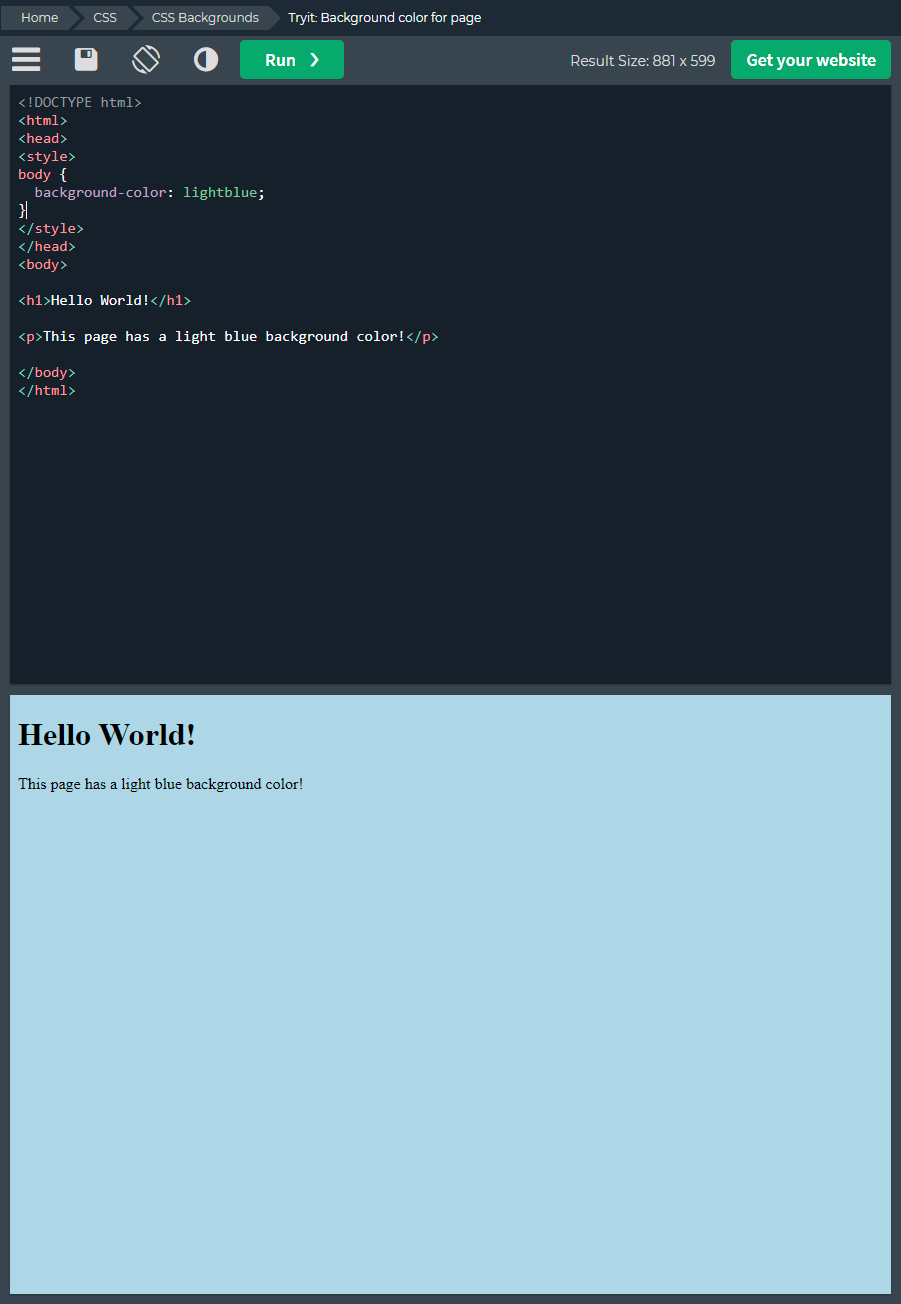 Home CSS CSS Backgrounds Tryit: Background color for page
Run ❯ Result Size: 881 x 599 Get your website
<!DOCTYPE html>
<html>
<head>
<style>
body {
  background-color: lightblue;
}
</style>
</head>
<body>

<h1>Hello World!</h1>

<p>This page has a light blue background color!</p>

</body>
</html>
Hello World!
This page has a light blue background color!